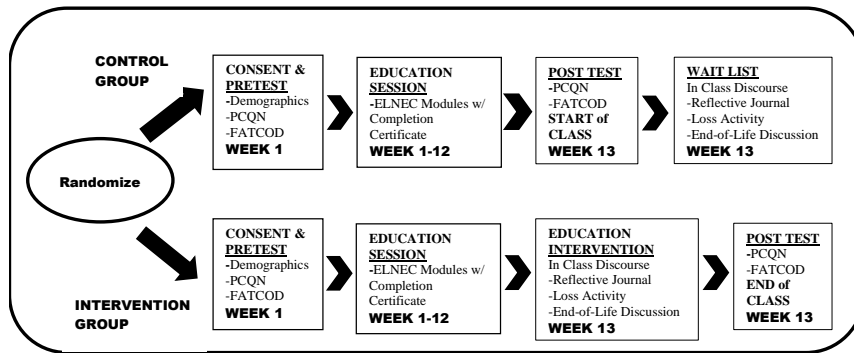 CONTROL
GROUP
CONSENT &
PRETEST
-Demographics
-PCQN
-FATCOD
WEEK 1
EDUCATION
SESSION
-ELNEC Modules w/
Completion
Certificate
WEEK 1-12
POST TEST
-PCQN
-FATCOD
START of
CLASS
WEEK 13
WAIT LIST
In Class Discourse
-Reflective Journal
-Loss Activity
-End-of-Life Discussion
WEEK 13
Randomize
INTERVENTION
GROUP
CONSENT &
PRETEST
-Demographics
-PCQN
-FATCOD
WEEK 1
EDUCATION
SESSION
-ELNEC Modules w/
Completion
Certificate
WEEK 1-12
EDUCATION
INTERVENTION
In Class Discourse
-Reflective Journal
-Loss Activity
-End-of-Life Discussion
WEEK 13
POST TEST
-PCQN
-FATCOD
END of
CLASS
WEEK 13